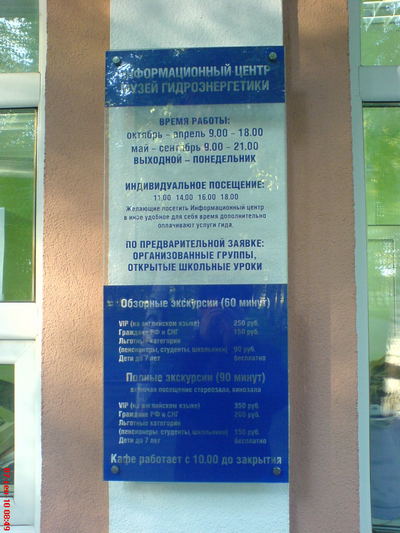 ИНФОРМАЦИОННЫЙ ЦЕНТР
МУЗЕЙ ГИДРОЭНЕРГЕТИКИ
ВРЕМЯ РАБОТЫ:
октябрь - апрель 9.00 - 18.00
май - сентябрь 9.00 - 21.00
ВЫХОДНОЙ – ПОНЕДЕЛЬНИК
ИНДИВИДУАЛЬНОЕ ПОСЕЩЕНИЕ:
11.00 14.00 16.00 18.00
Желающие посетить Информационный центр
в иное удобное для себя время дополнительно
оплачивают услуги гида.
ПО ПРЕДВАРИТЕЛЬНОЙ ЗАЯВКЕ:
ОРГАНИЗОВАННЫЕ ГРУППЫ,
ОТКРЫТЫЕ ШКОЛЬНЫЕ УРОКИ
Обзорные экскурсии (60 минут)
VIP (на английском языке) 250 руб.
Граждане РФ и СНГ 150 руб.
Льготные категории
(пенсионеры, студенты, школьники) 90 руб.
Дети до 7 лет бесплатно
Полные экскурсии (90 минут)
включая посещение стереозала, кинозала
VIP (на английском языке) 350 руб.
Граждане РФ и СНГ 250 руб.
Льготные категории
(пенсионеры, студенты, школьники) 150 руб.
Дети до 7 лет бесплатно
Кафе работает с 10.00 до закрытия